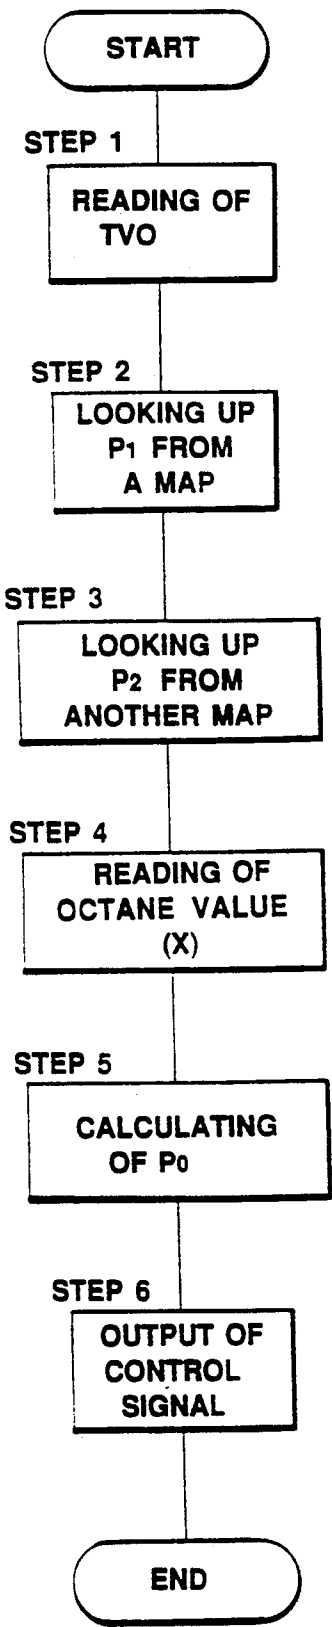 START
STEP 1
READING OF
TVO
STEP 2
LOOKING UP
P1 FROM
A MAP
STEP 3
LOOKING UP
P2 FROM
ANOTHER MAP
STEP 4
READING OF
OCTANE VALUE
(X)
STEP 5
CALCULATING
OF P0
STEP 6
OUTPUT OF
CONTROL
SIGNAL
END